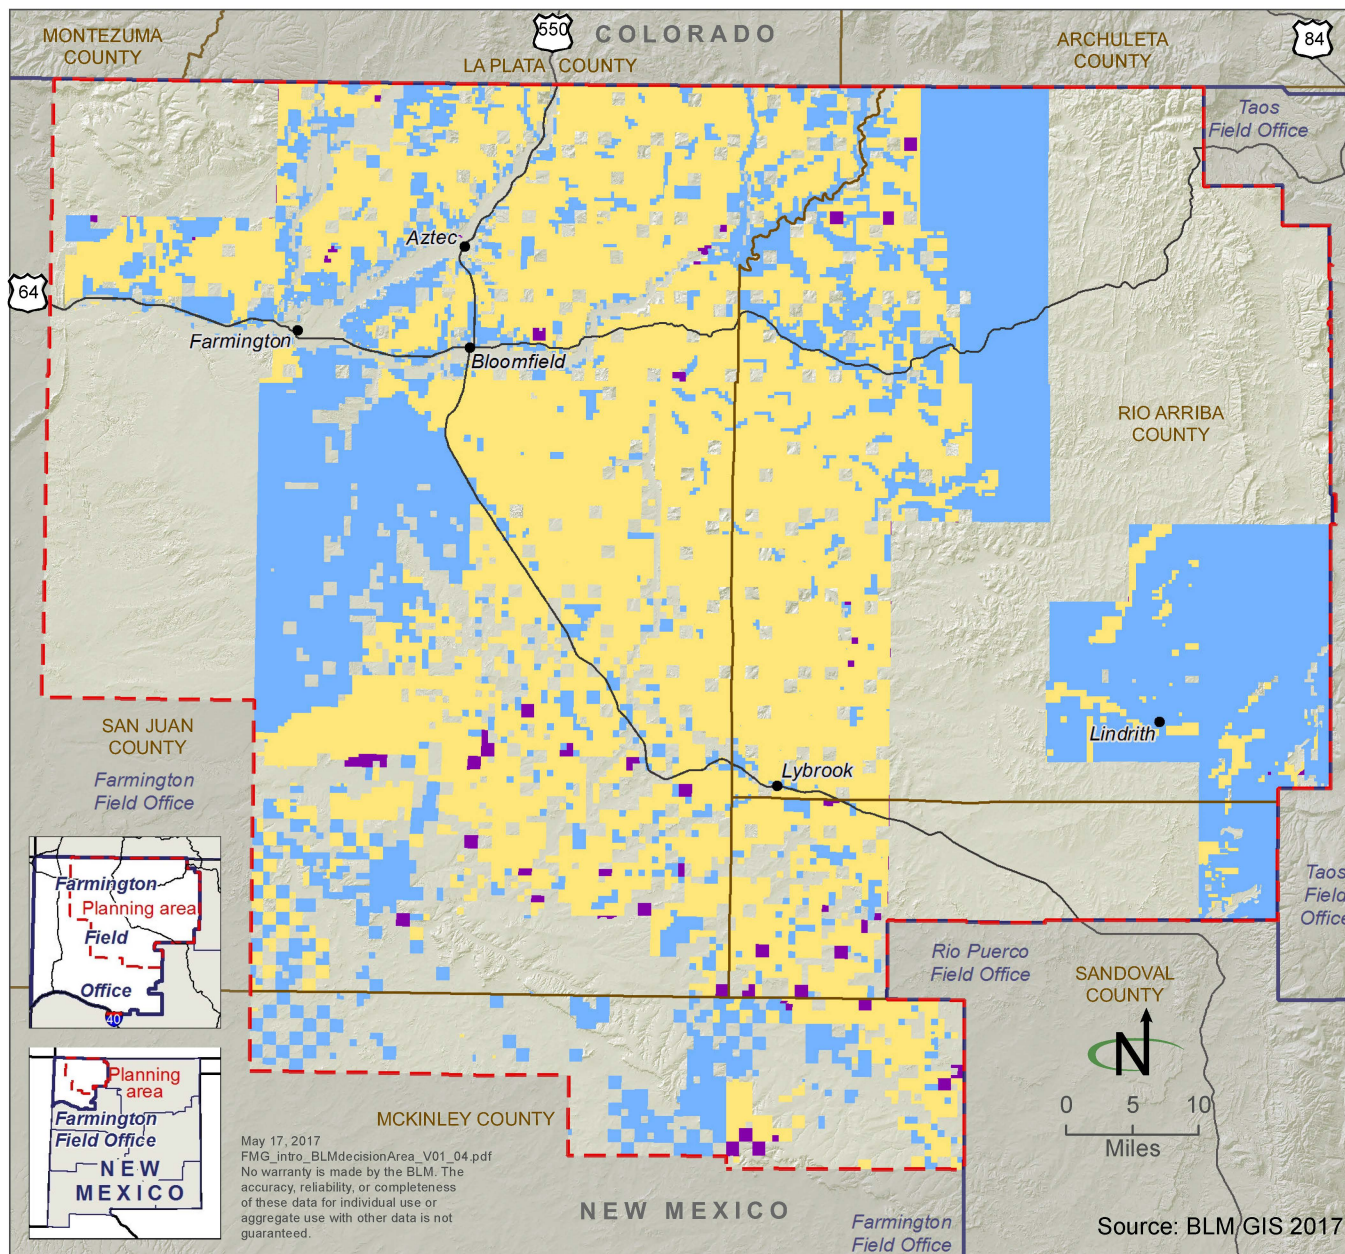 MONTEZUMA
COUNTY
550
COLORADO
LA PLATA COUNTY
ARCHULETA
COUNTY
84
Taos
Field Office
Aztec
64
Farmington
Bloomfield
RIO ARRIBA
COUNTY
SAN JUAN
COUNTY
Farmington
Field Office
Lindrith
Lybrook
Farmington
Planning area
Field
Office
40
Taos
Field
Office
Rio Puerco
Field Office
SANDOVAL
COUNTY
N
0 5 10
Miles
Planning
area
Farmington
Field Office
NEW
MEXICO
MCKINLEY COUNTY
May 17, 2017
FMG_intro_BLMdecisionArea_V01_04.pdf
No warranty is made by the BLM. The
accuracy, reliability, or completeness
of these data for individual use or
aggregate use with other data is not
guaranteed.
NEW MEXICO
Farmington
Field Office
Source: BLM GIS 2017